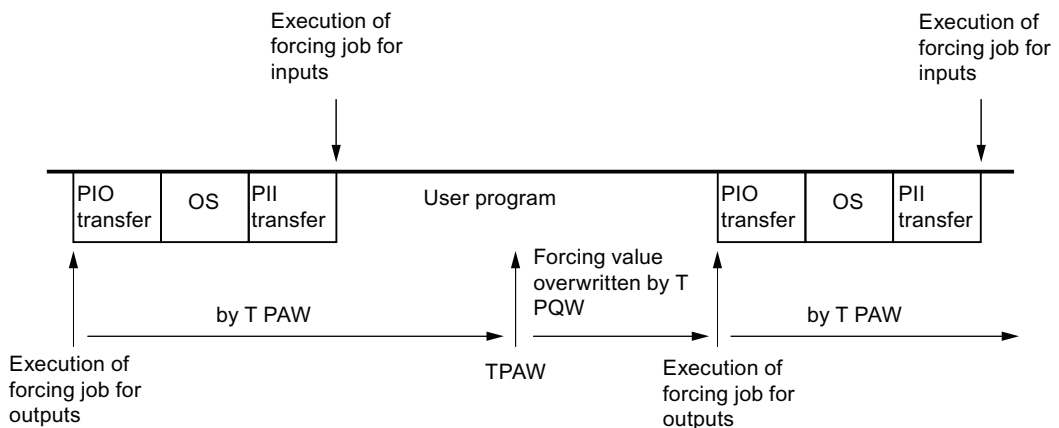 Execution of
forcing job for
inputs
Execution of
forcing job for
inputs
PIO
transfer
OS
PII
transfer
User program
PIO
transfer
OS
PII
transfer
Forcing value
overwritten by T
PQW
by T PAW
by T PAW
Execution of
forcing job for
outputs
TPAW
Execution of
forcing job for
outputs